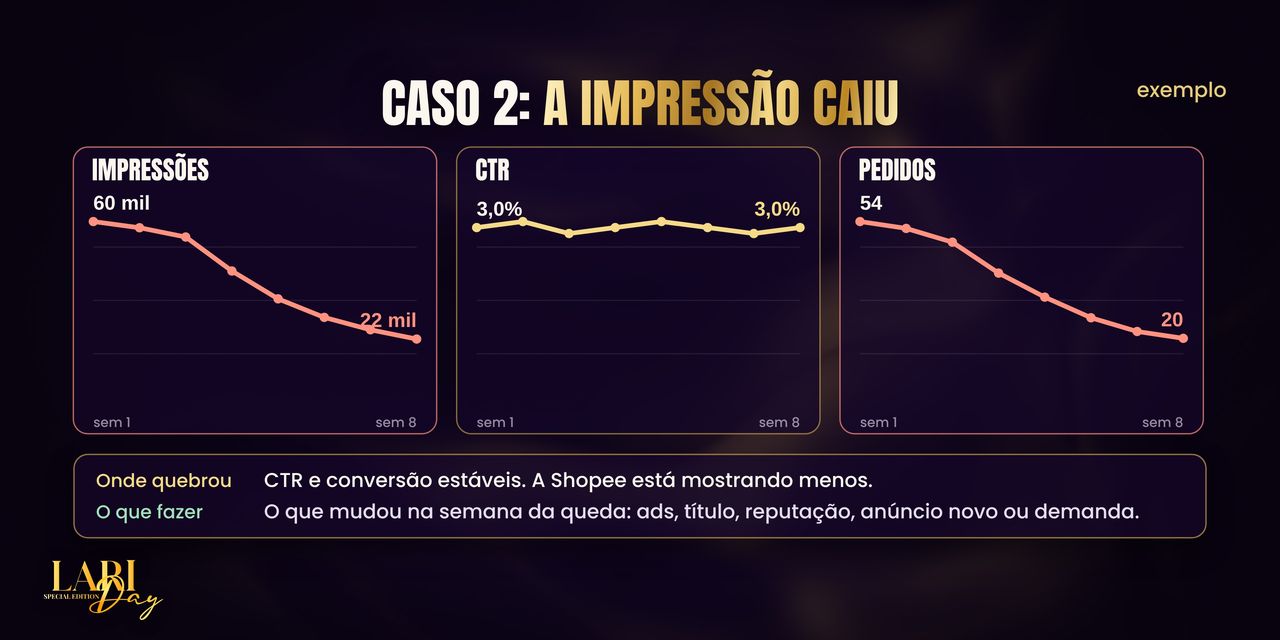 CASO 2: A IMPRESSÃO CAIU
exemplo
IMPRESSÕES
60 mil
22 mil
sem 1
sem 8
CTR
3,0%
3,0%
sem 1
sem 8
PEDIDOS
54
20
sem 1
sem 8
Onde quebrou CTR e conversão estáveis. A Shopee está mostrando menos.
O que fazer O que mudou na semana da queda: ads, título, reputação, anúncio novo ou demanda.
LABI
SPECIAL EDITION
Day